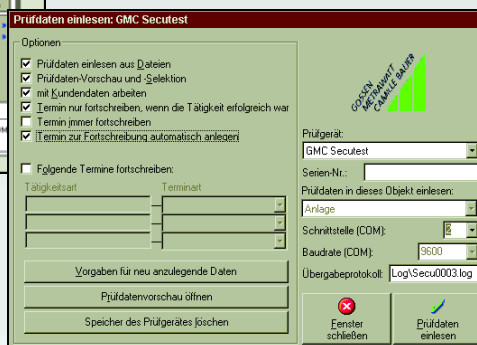 Prüfdaten einlesen: GMC Secutest
Optionen
Prüfdaten einlesen aus Dateien
Prüfdaten-Vorschau und -Selektion
mit Kundendaten arbeiten
Termin nur fortschreiben, wenn die Tätigkeit erfolgreich war
Termin immer fortschreiben
Termin zur Fortschreibung automatisch anlegen
Folgende Termine fortschreiben:
Tätigkeitsart Terminart
Vorgaben für neu anzulegende Daten
Prüfdatenvorschau öffnen
Speicher des Prüfgerätes löschen
GOSSEN
METRAWATT
CAMILLE BAUER
Prüfgerät:
GMC Secutest
Serien-Nr.:
Prüfdaten in dieses Objekt einlesen:
Anlage
Schnittstelle (COM): 2
Baudrate (COM): 9600
Übergabeprotokoll: Log\Secu0003.log
Fenster
schließen
Prüfdaten
einlesen